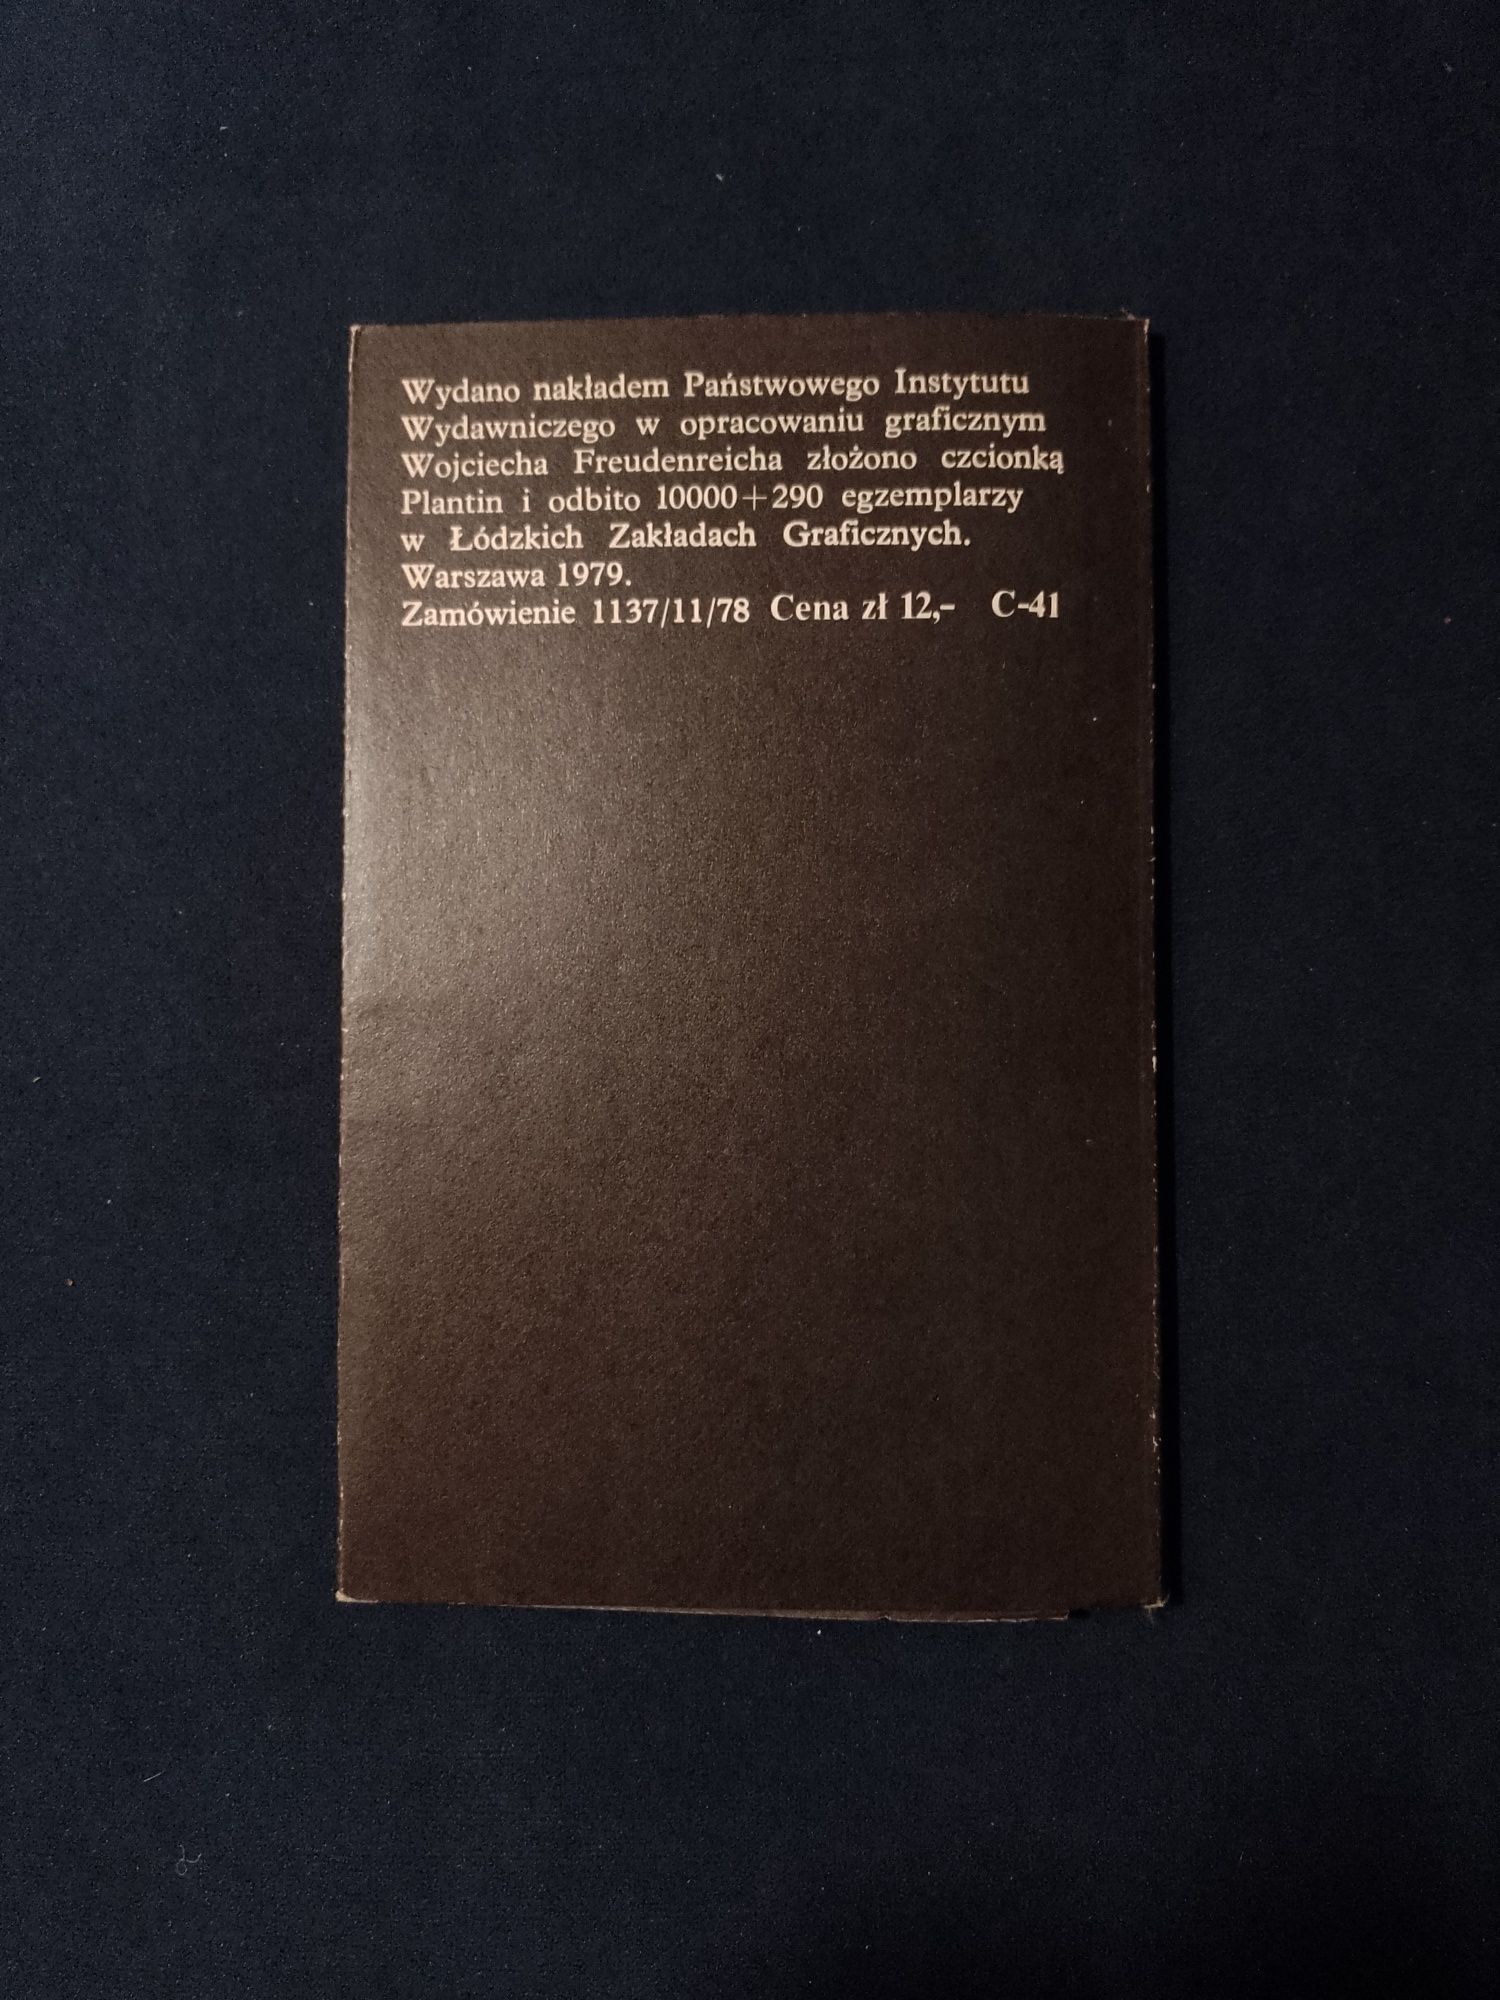 Wydano nakładem Państwowego Instytutu
Wydawniczego w opracowaniu graficznym
Wojciecha Freudenreicha złożono czcionką
Plantin i odbito 10000+290 egzemplarzy
w Łódzkich Zakładach Graficznych.
Warszawa 1979.
Zamówienie 1137/11/78 Cena zł 12,- C-41